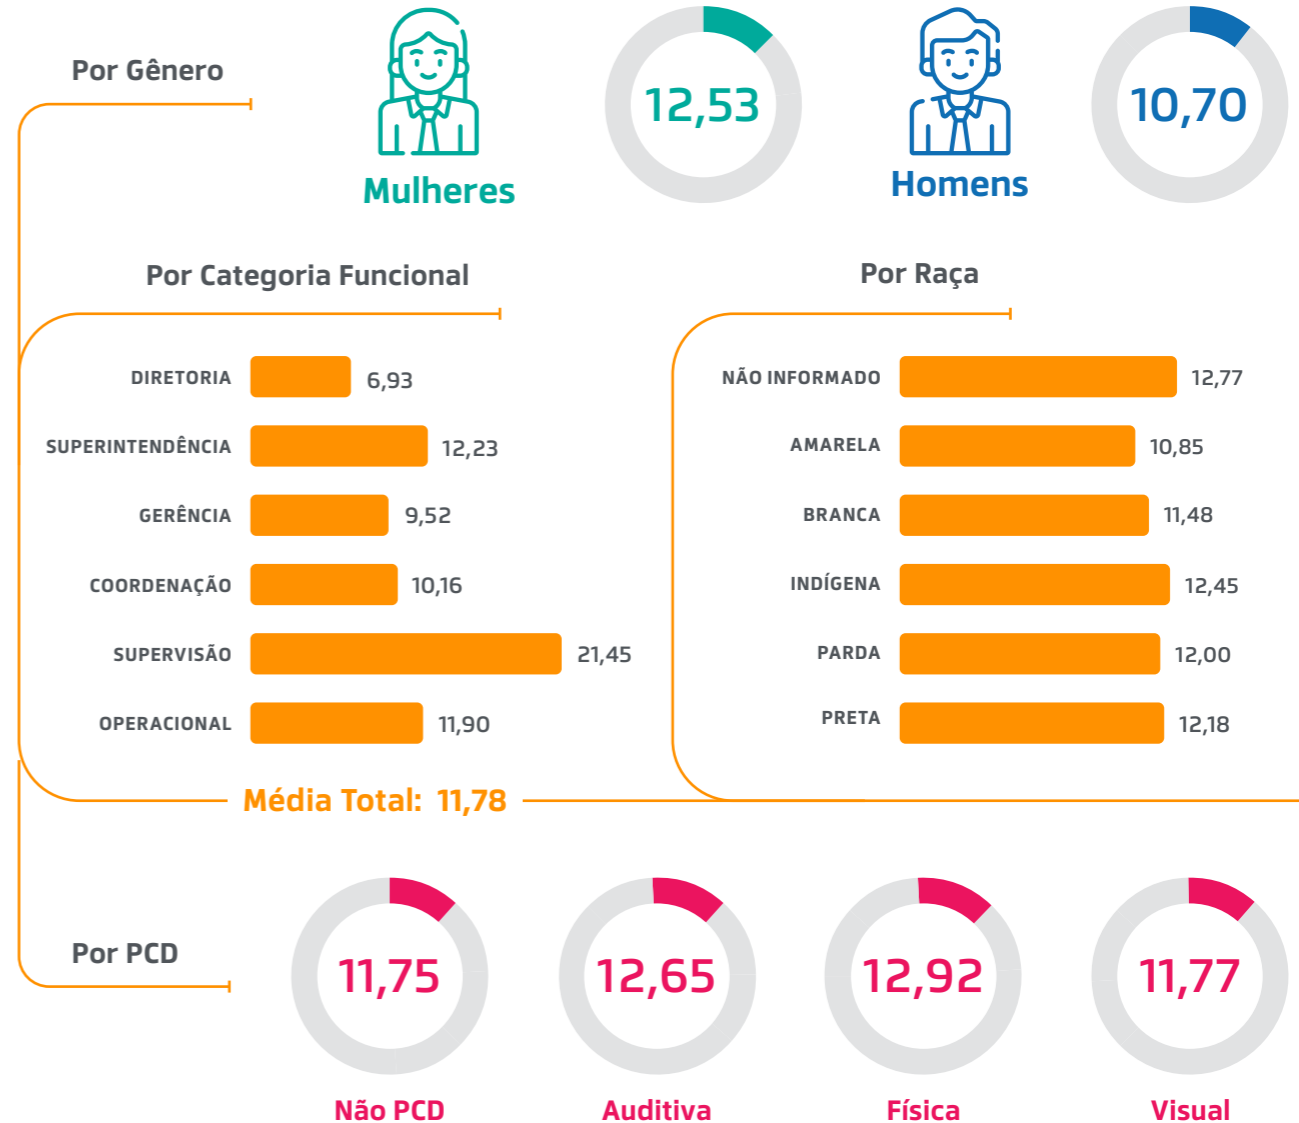 Por Gênero
Mulheres
12,53
Homens
10,70
Por Categoria Funcional
DIRETORIA 6,93
SUPERINTENDÊNCIA 12,23
GERÊNCIA 9,52
COORDENAÇÃO 10,16
SUPERVISÃO 21,45
OPERACIONAL 11,90
Por Raça
NÃO INFORMADO 12,77
AMARELA 10,85
BRANCA 11,48
INDÍGENA 12,45
PARDA 12,00
PRETA 12,18
Média Total: 11,78
Por PCD
11,75
Não PCD
12,65
Auditiva
12,92
Física
11,77
Visual